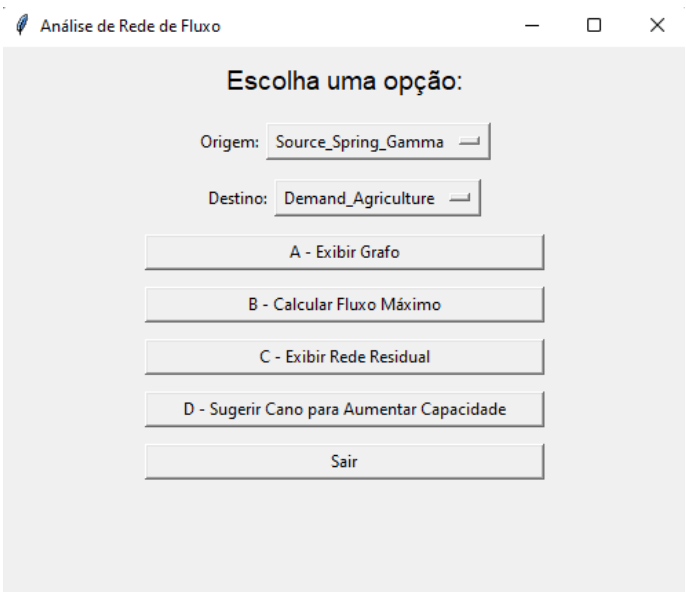 Análise de Rede de Fluxo
Escolha uma opção:
Origem: Source_Spring_Gamma
Destino: Demand_Agriculture
A - Exibir Grafo
B - Calcular Fluxo Máximo
C - Exibir Rede Residual
D - Sugerir Cano para Aumentar Capacidade
Sair